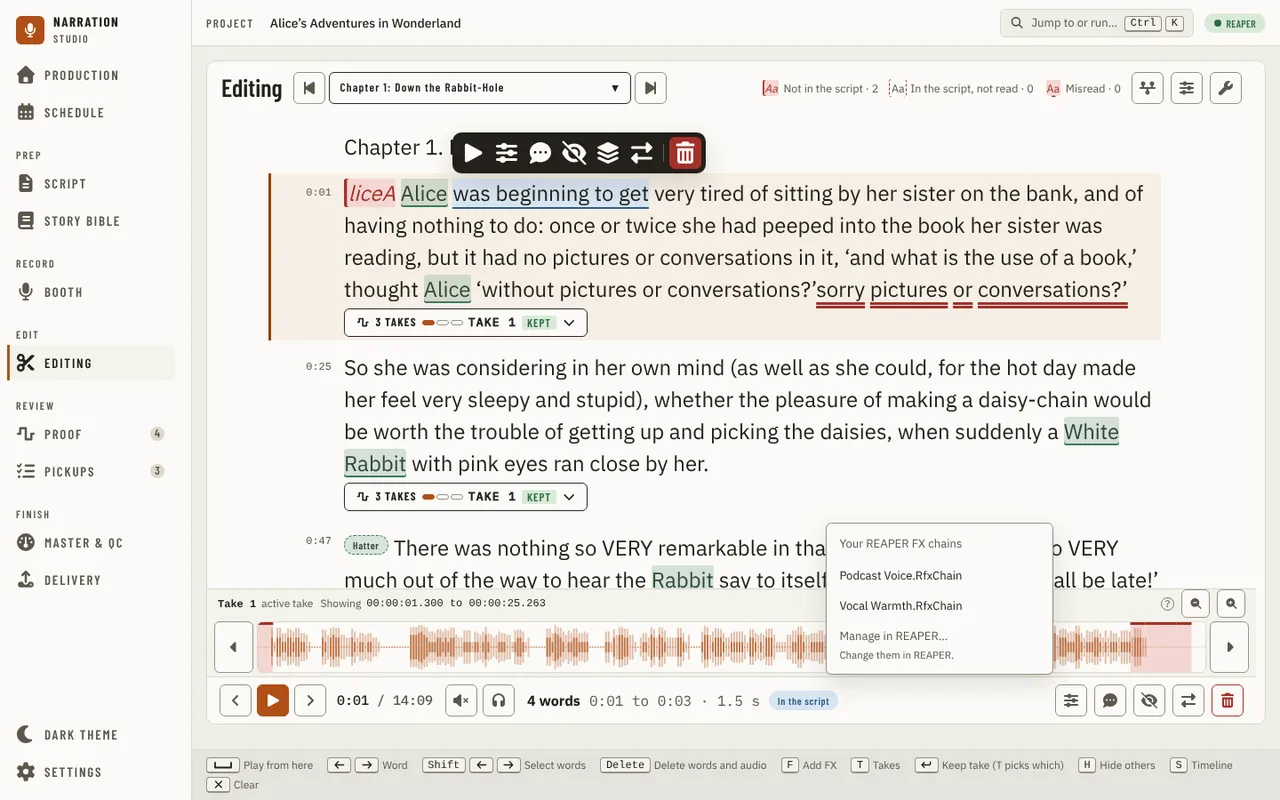 NARRATION
STUDIO
PRODUCTION
SCHEDULE
PREP
SCRIPT
STORY BIBLE
RECORD
BOOTH
EDIT
EDITING
REVIEW
PROOF 4
PICKUPS 3
FINISH
MASTER & QC
DELIVERY
DARK THEME
SETTINGS
PROJECT Alice’s Adventures in Wonderland
Jump to or run… Ctrl K
REAPER
Editing
Chapter 1: Down the Rabbit-Hole
Aa Not in the script · 2 Aa In the script, not read · 0 Aa Misread · 0
Chapter 1.
0:01 liceA Alice was beginning to get very tired of sitting by her sister on the bank, and of
having nothing to do: once or twice she had peeped into the book her sister was
reading, but it had no pictures or conversations in it, ‘and what is the use of a book,’
thought Alice ‘without pictures or conversations?’sorry pictures or conversations?’
3 TAKES TAKE 1 KEPT
0:25 So she was considering in her own mind (as well as she could, for the hot day made
her feel very sleepy and stupid), whether the pleasure of making a daisy-chain would
be worth the trouble of getting up and picking the daisies, when suddenly a White
Rabbit with pink eyes ran close by her.
3 TAKES TAKE 1 KEPT
0:47 Hatter There was nothing so VERY remarkable in tha o VERY
much out of the way to hear the Rabbit say to itself all be late!’
Your REAPER FX chains
Podcast Voice.RfxChain
Vocal Warmth.RfxChain
Manage in REAPER…
Change them in REAPER.
Take 1 active take Showing 00:00:01.300 to 00:00:25.263 ?
0:01 / 14:09
4 words 0:01 to 0:03 · 1.5 s In the script
Play from here ← → Word Shift ← → Select words Delete Delete words and audio F Add FX T Takes ↵ Keep take (T picks which) H Hide others S Timeline
✕ Clear